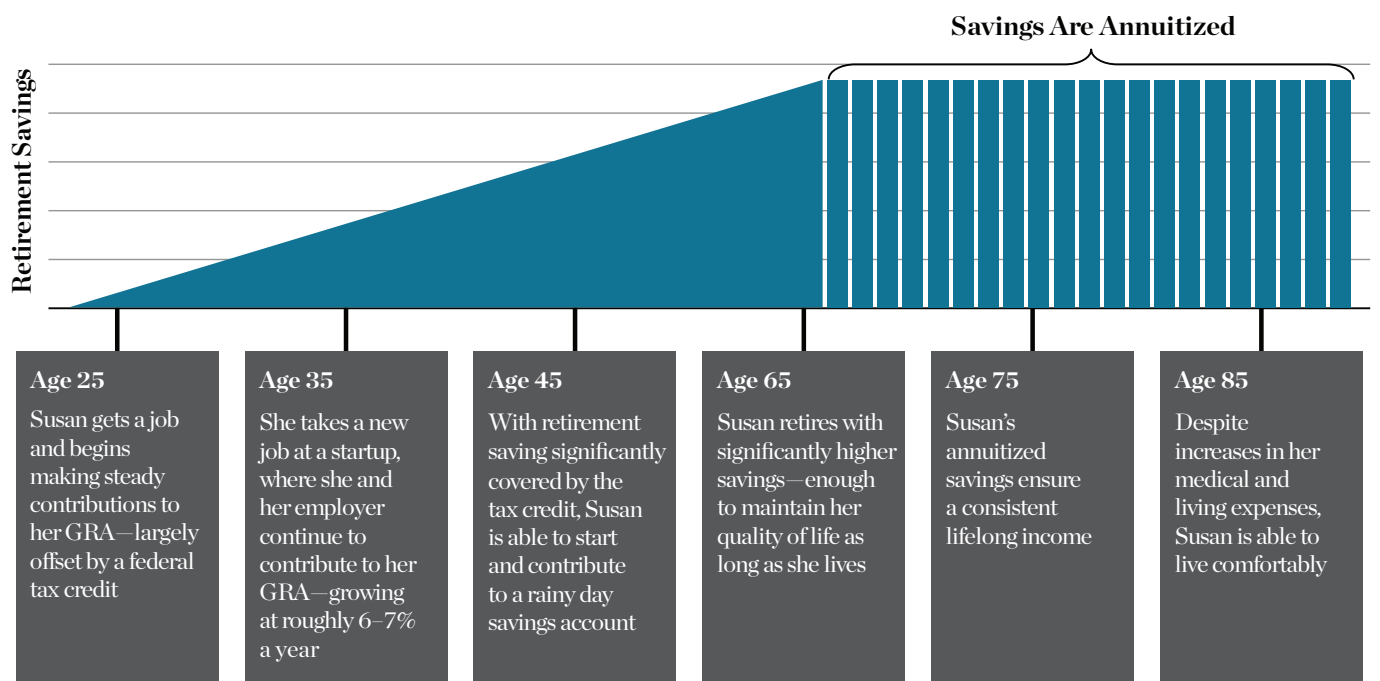 Savings Are Annuitized
Retirement Savings
Age 25
Susan gets a job
and begins
making steady
contributions to
her GRA—largely
offset by a federal
tax credit
Age 35
She takes a new
job at a startup,
where she and
her employer
continue to
contribute to her
GRA—growing
at roughly 6–7%
a year
Age 45
With retirement
saving significantly
covered by the
tax credit, Susan
is able to start
and contribute
to a rainy day
savings account
Age 65
Susan retires with
significantly higher
savings—enough
to maintain her
quality of life as
long as she lives
Age 75
Susan’s
annuitized
savings ensure
a consistent
lifelong income
Age 85
Despite
increases in her
medical and
living expenses,
Susan is able to
live comfortably